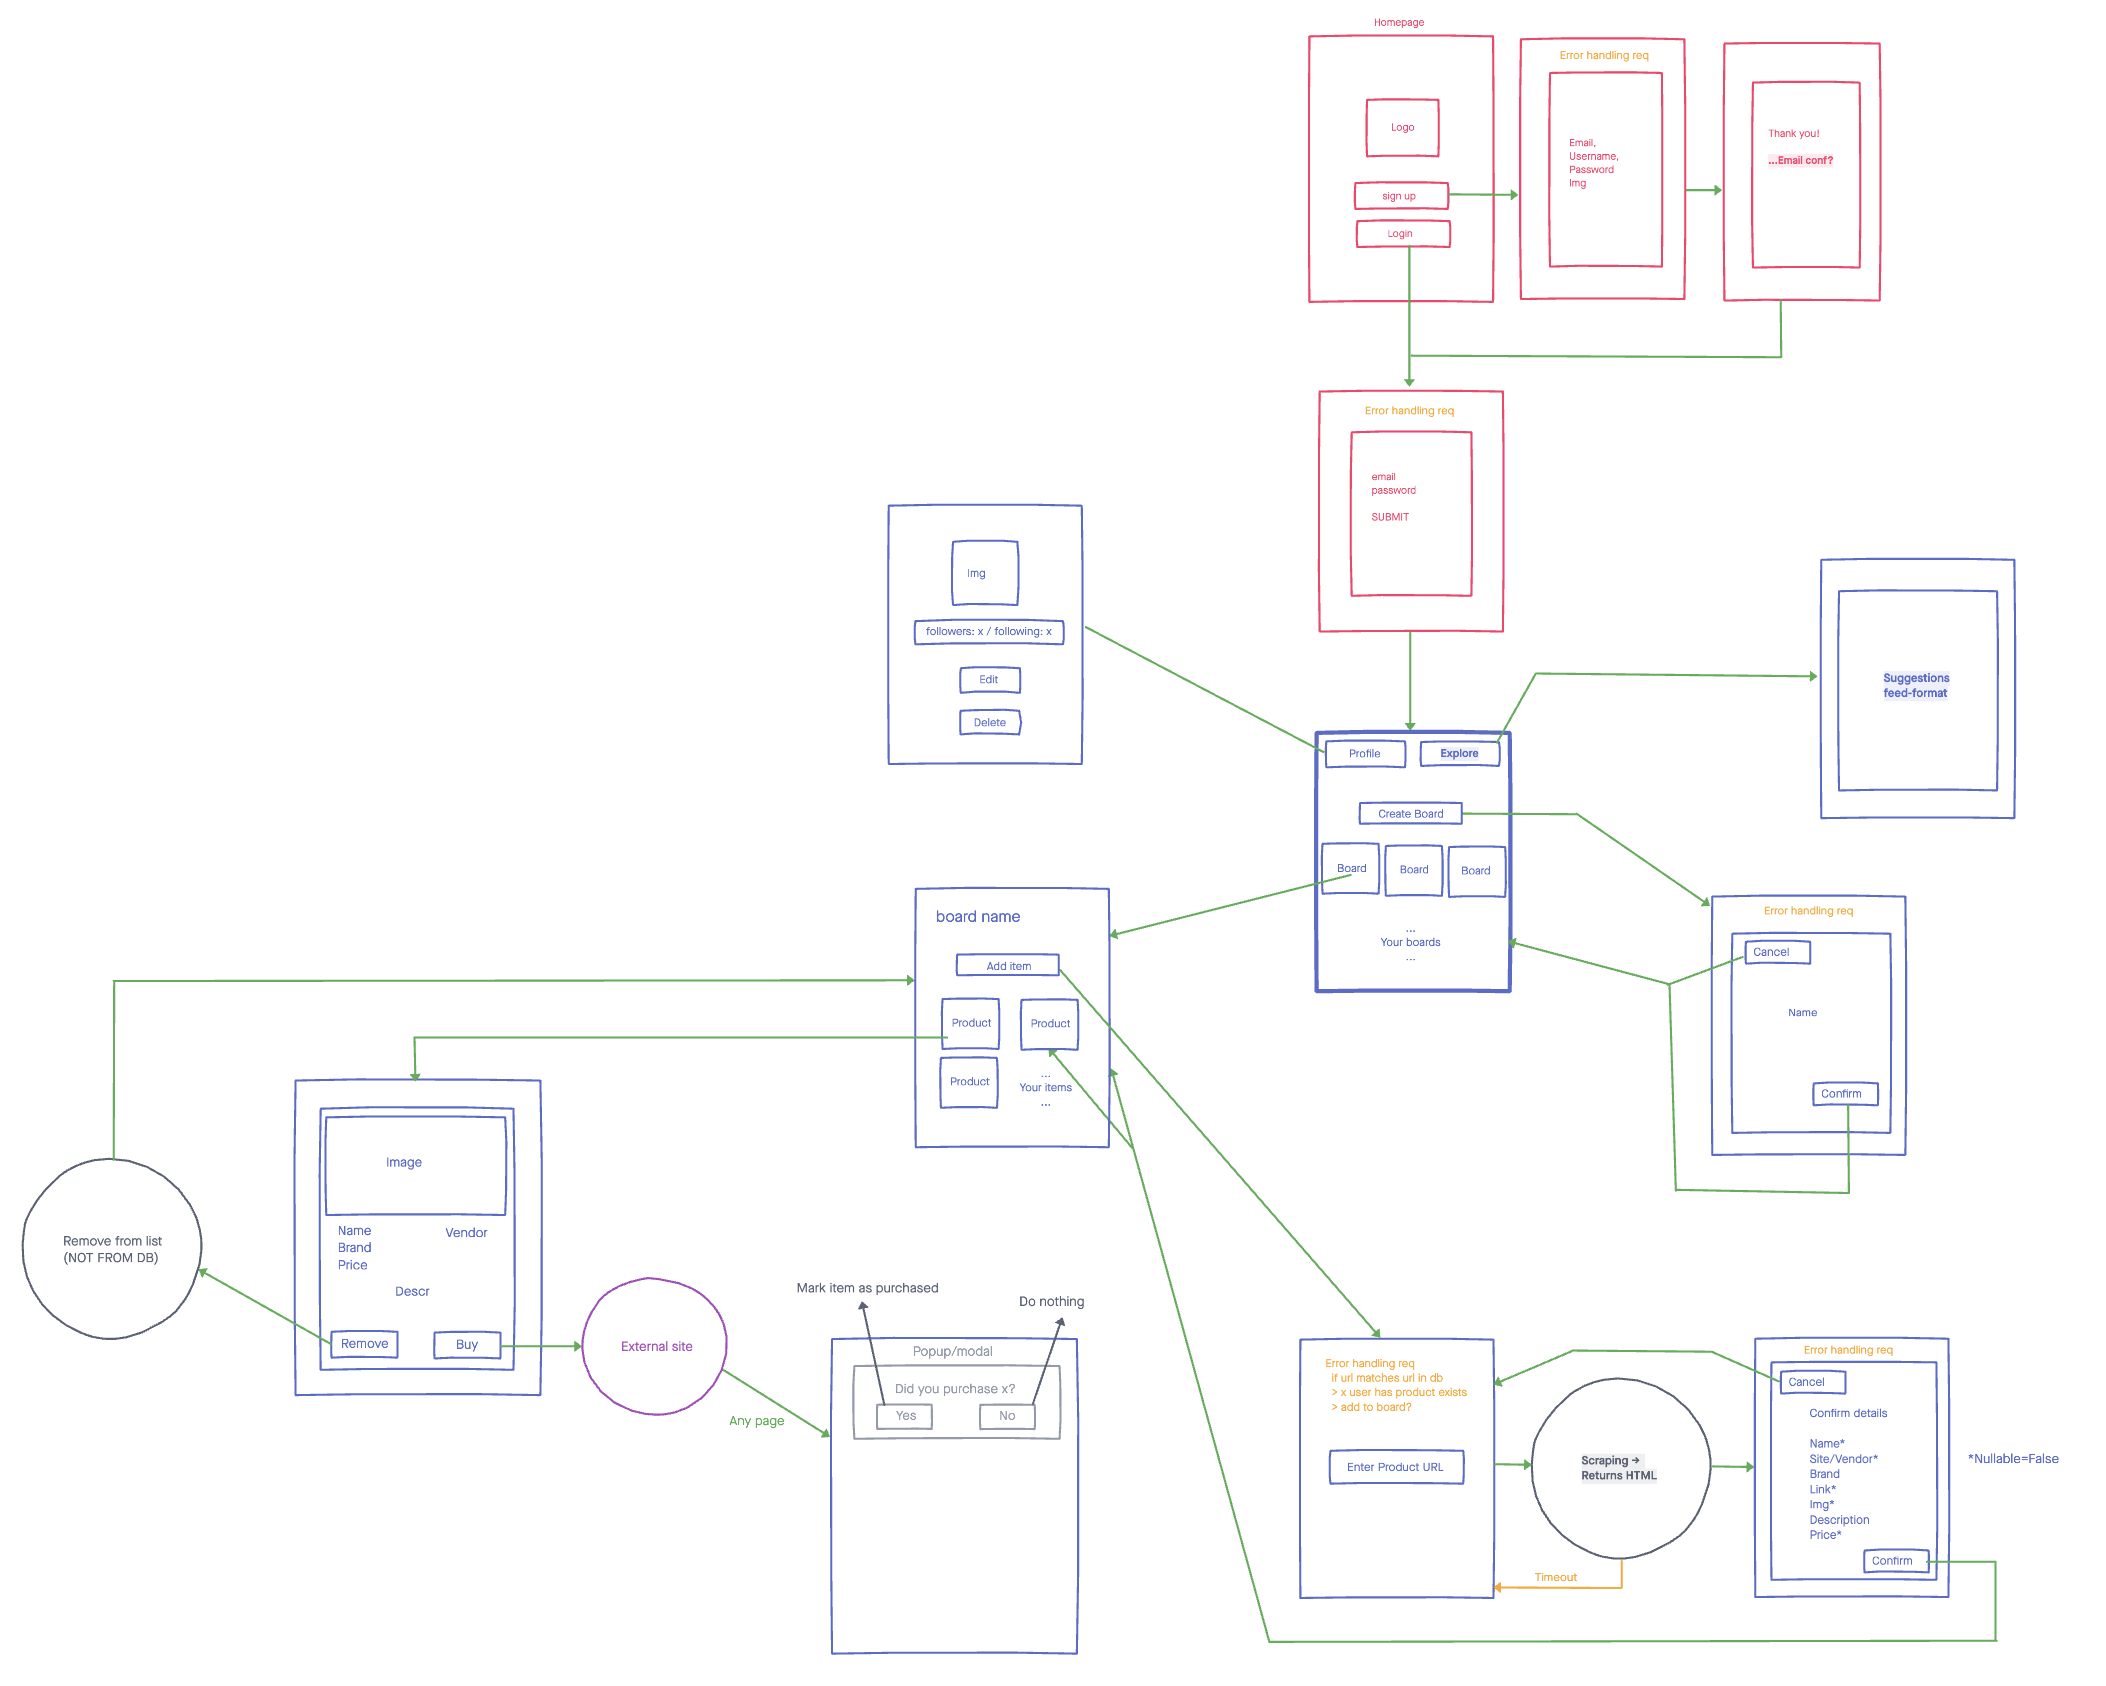 Homepage
Logo
sign up
Login
Error handling req
Email,
Username,
Password
Img
Thank you!
...Email conf?
Error handling req
email
password
SUBMIT
Img
followers: x / following: x
Edit
Delete
Suggestions
feed-format
Profile
Explore
Create Board
Board
Board
Board
...
Your boards
...
board name
Add item
Product
Product
Product
...
Your items
...
Error handling req
Cancel
Name
Confirm
Remove from list
(NOT FROM DB)
Image
Name
Brand
Price
Vendor
Descr
Remove
Buy
External site
Any page
Mark item as purchased
Do nothing
Popup/modal
Did you purchase x?
Yes
No
Error handling req
if url matches url in db
> x user has product exists
> add to board?
Enter Product URL
Scraping →
Returns HTML
Timeout
Error handling req
Cancel
Confirm details
Name*
Site/Vendor*
Brand
Link*
Img*
Description
Price*
Confirm
*Nullable=False